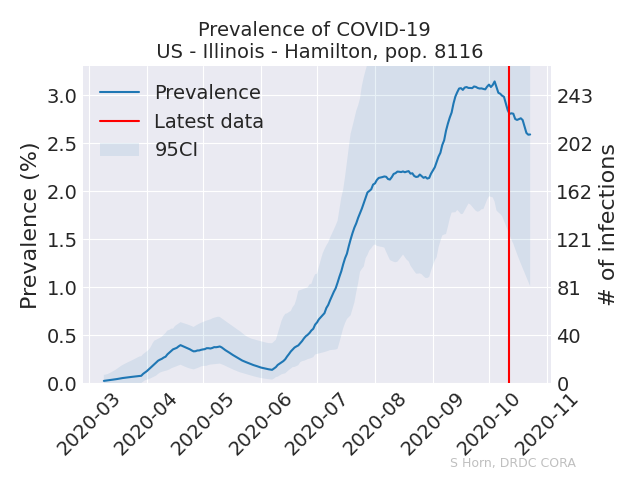 Prevalence of COVID-19
US - Illinois - Hamilton, pop. 8116
Prevalence
Latest data
95CI
Prevalence (%)
3.0
2.5
2.0
1.5
1.0
0.5
0.0
243
202
162
121
81
40
0
# of infections
2020-03
2020-04
2020-05
2020-06
2020-07
2020-08
2020-09
2020-10
2020-11
S Horn, DRDC CORA